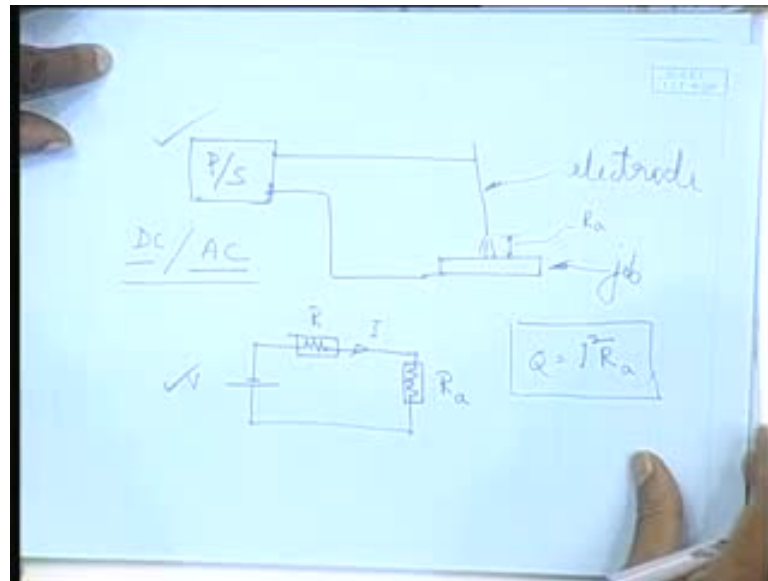 P/S
electrode
Ra
DC/AC
job
R
I
V
Ra
Q = I²Ra